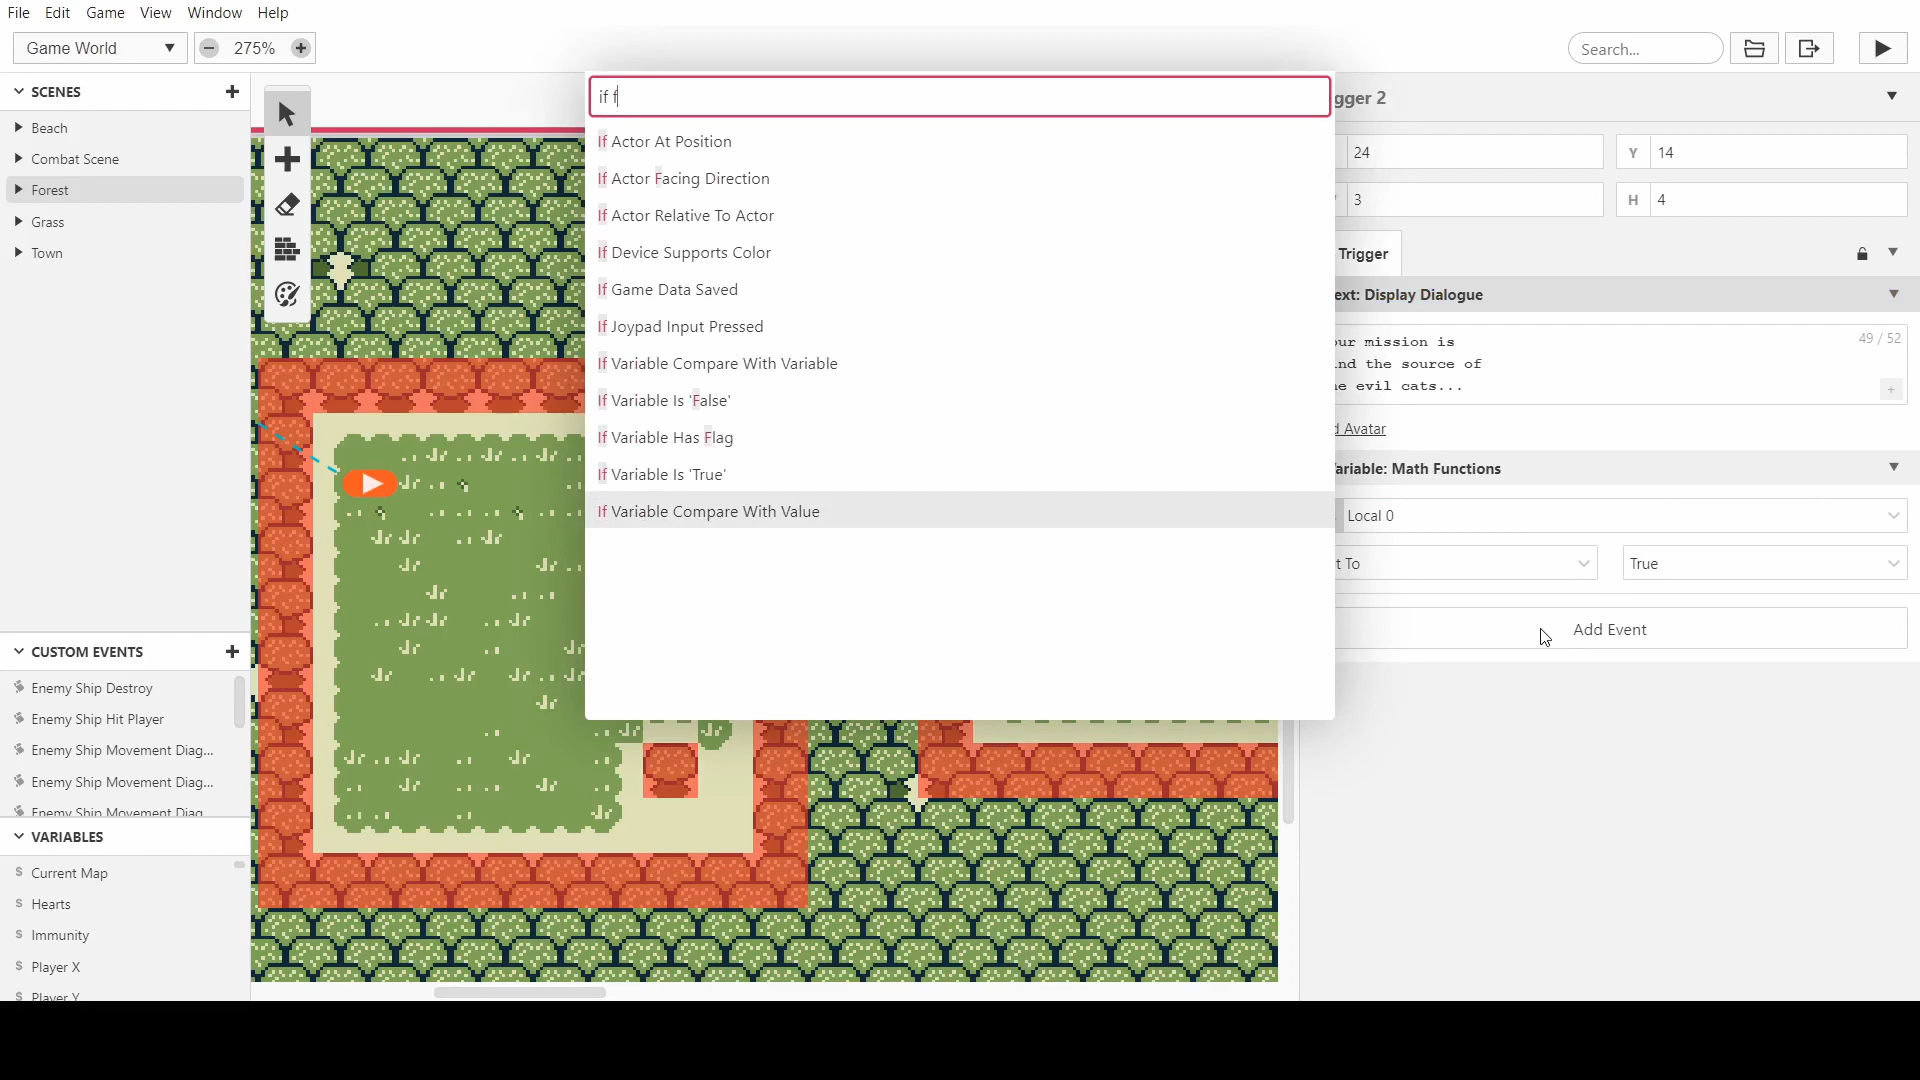 File Edit Game View Window Help
Game World
275%
Search...
SCENES
Beach
Combat Scene
Forest
Grass
Town
CUSTOM EVENTS
Enemy Ship Destroy
Enemy Ship Hit Player
Enemy Ship Movement Diag...
Enemy Ship Movement Diag...
Enemy Ship Movement Diag
VARIABLES
$ Current Map
$ Hearts
$ Immunity
$ Player X
$ Player Y
if f
If Actor At Position
If Actor Facing Direction
If Actor Relative To Actor
If Device Supports Color
If Game Data Saved
If Joypad Input Pressed
If Variable Compare With Variable
If Variable Is 'False'
If Variable Has Flag
If Variable Is 'True'
If Variable Compare With Value
gger 2
24 Y 14
3 H 4
Trigger
ext: Display Dialogue
ur mission is
nd the source of
e evil cats...
49 / 52
d Avatar
ariable: Math Functions
Local 0
t To
True
Add Event